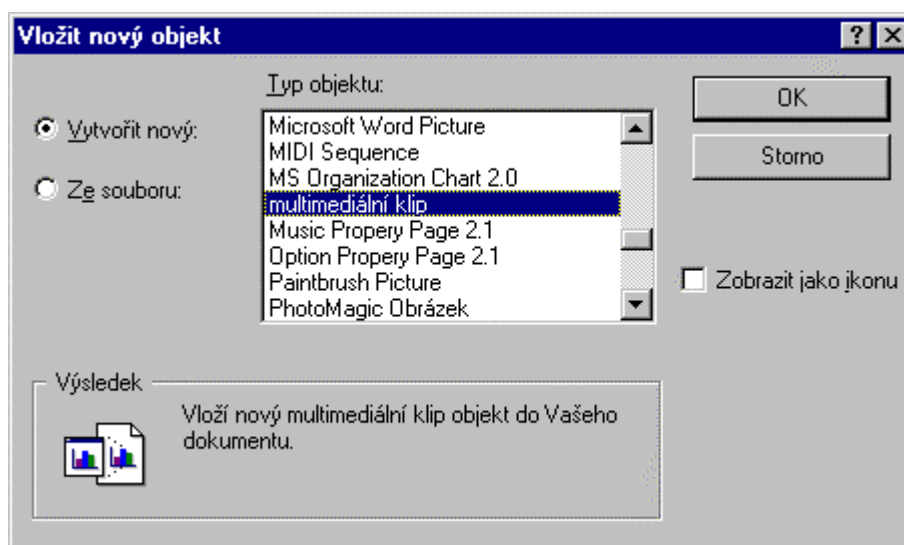 Vložit nový objekt
Typ objektu:
Vytvořit nový:
Ze souboru:
Microsoft Word Picture
MIDI Sequence
MS Organization Chart 2.0
multimediální klip
Music Propery Page 2.1
Option Propery Page 2.1
Paintbrush Picture
PhotoMagic Obrázek
OK
Storno
Zobrazit jako ikonu
Výsledek
Vloží nový multimediální klip objekt do Vašeho
dokumentu.